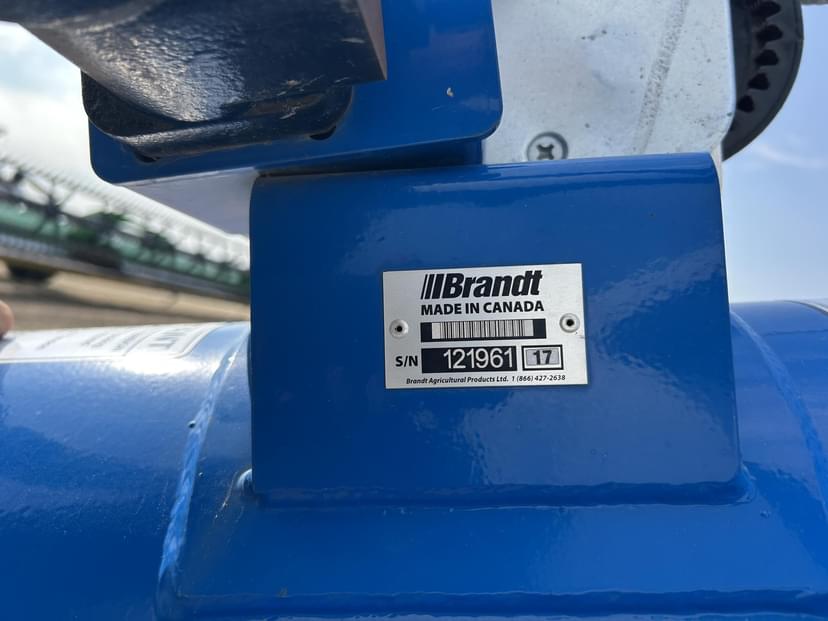 Brandt
MADE IN CANADA
S/N 121961 17
Brandt Agricultural Products Ltd. 1 (866) 427-2638